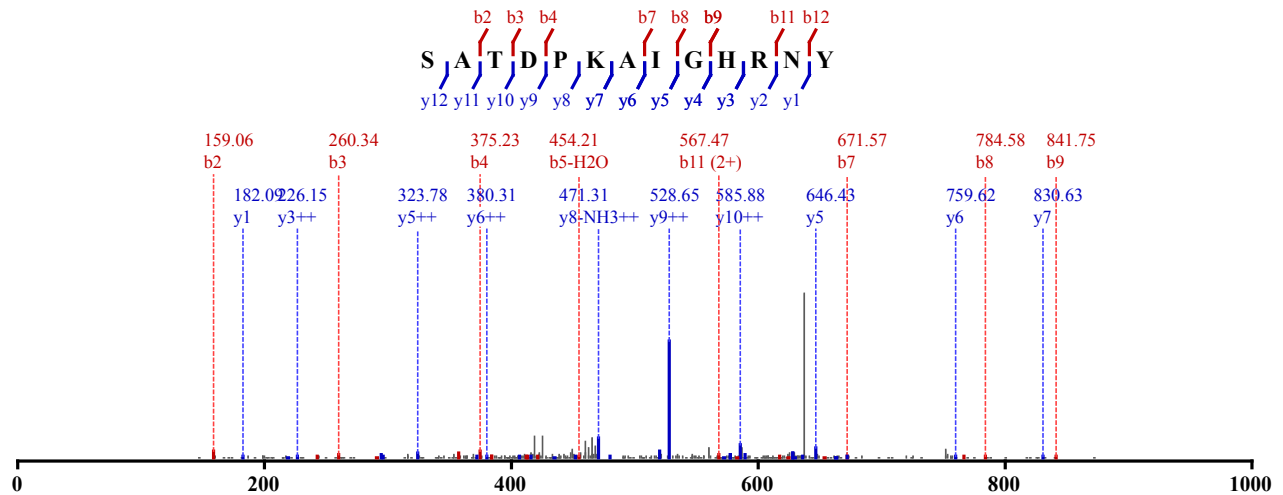 b2 b3 b4 b7 b8 b9 b11 b12
S A T D P K A I G H R N Y
y12 y11 y10 y9 y8 y7 y6 y5 y4 y3 y2 y1
159.06 260.34 375.23 454.21 567.47 671.57 784.58 841.75
b2 b3 b4 b5-H2O b11 (2+) b7 b8 b9
182.09 226.15 323.78 380.31 471.31 528.65 585.88 646.43 759.62 830.63
y1 y3++ y5++ y6++ y8-NH3++ y9++ y10++ y5 y6 y7
0 200 400 600 800 1000